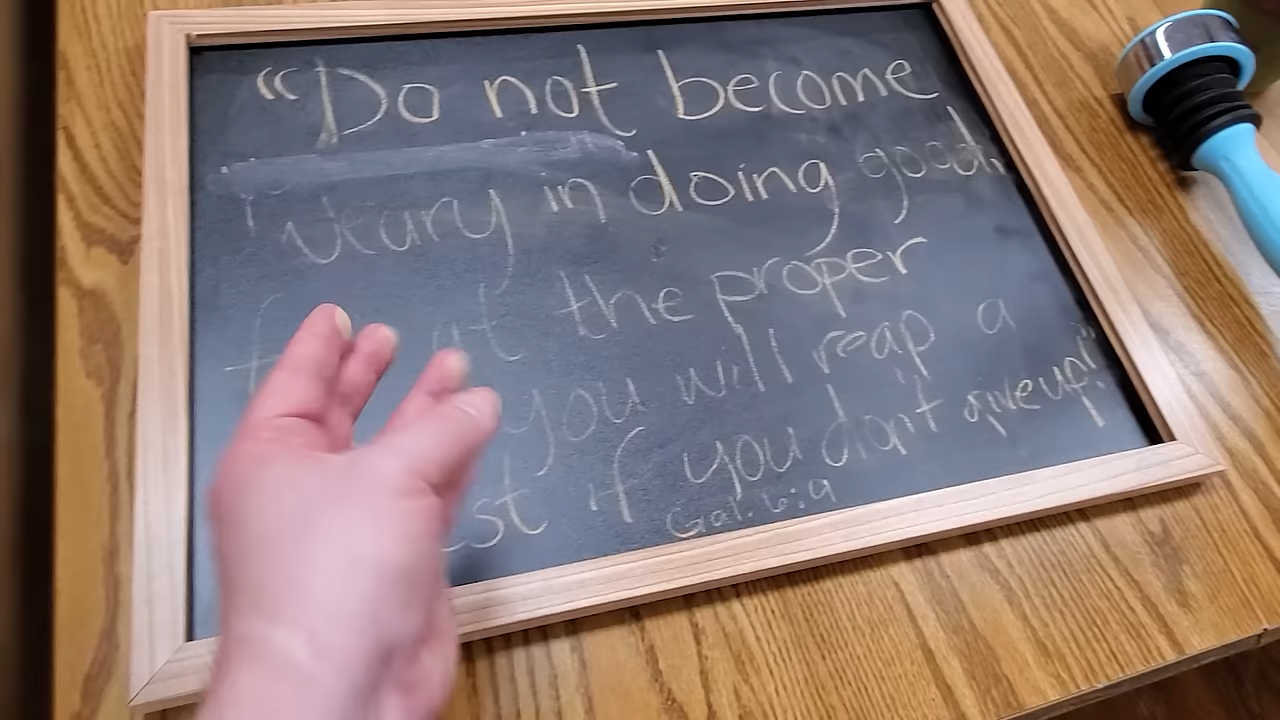 "Do not become
weary in doing good,
at the proper
you will reap a
if you don't give up!"
Gal. 6:9